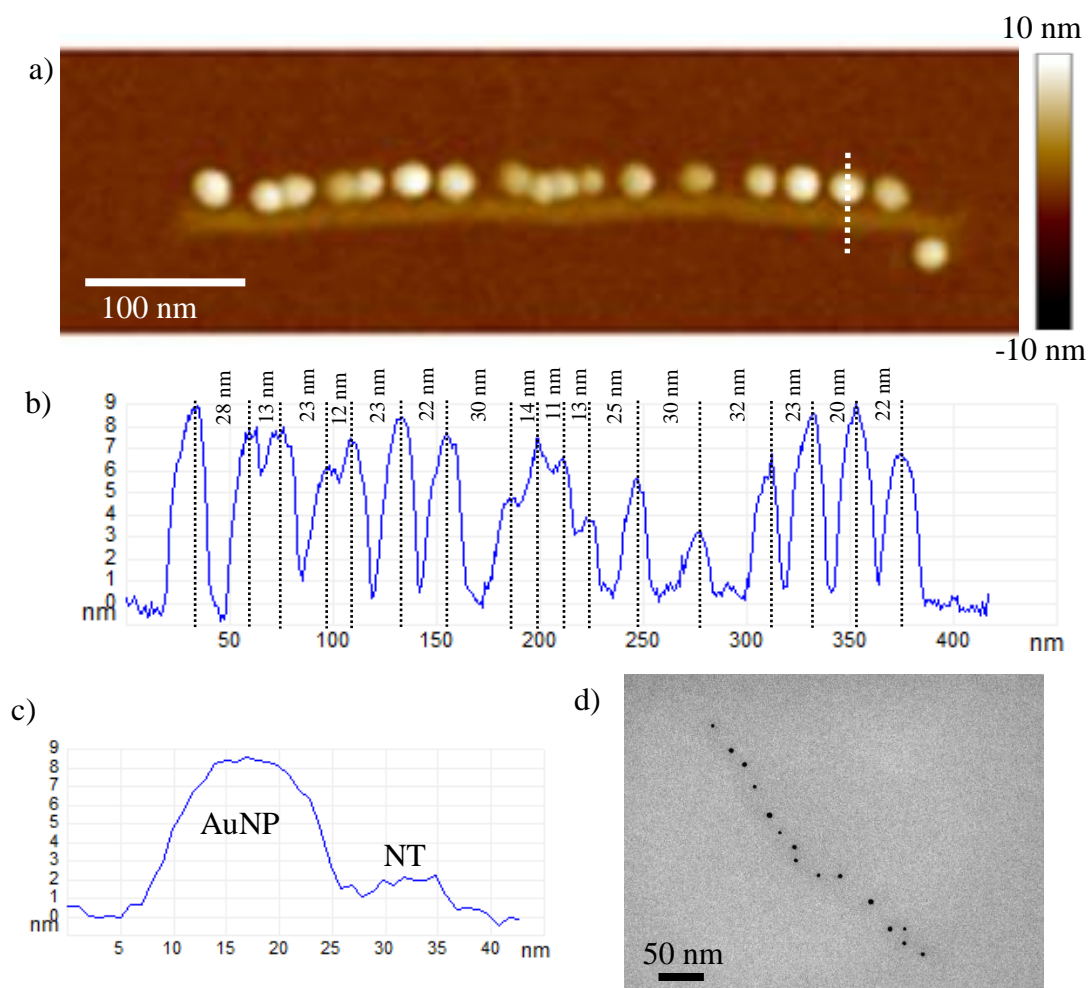 a)
10 nm
100 nm
-10 nm
b)
28 nm
13 nm
23 nm
12 nm
23 nm
22 nm
30 nm
14 nm
11 nm
13 nm
25 nm
30 nm
32 nm
23 nm
20 nm
22 nm
9
8
7
6
5
4
3
2
1
0
nm
50
100
150
200
250
300
350
400
nm
c)
9
8
7
6
5
4
3
2
1
0
nm
AuNP
NT
5
10
15
20
25
30
35
40
nm
d)
50 nm